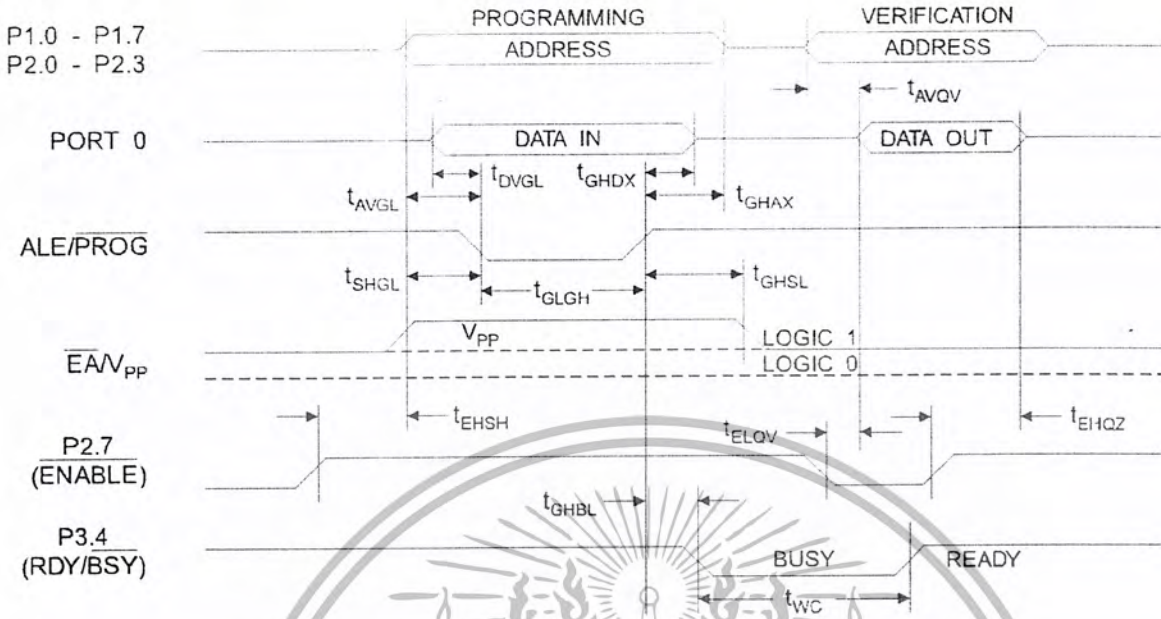 PROGRAMMING
VERIFICATION
P1.0 - P1.7
P2.0 - P2.3
ADDRESS
ADDRESS
tAVQV
PORT 0
DATA IN
DATA OUT
tDVGL
tGHDX
tAVGL
tGHAX
ALE/PROG
tSHGL
tGLGH
tGHSL
VPP
LOGIC 1
EA/VPP
LOGIC 0
tEHSH
tELQV
tEHQZ
P2.7
(ENABLE)
tGHBL
P3.4
(RDY/BSY)
BUSY
READY
tWC